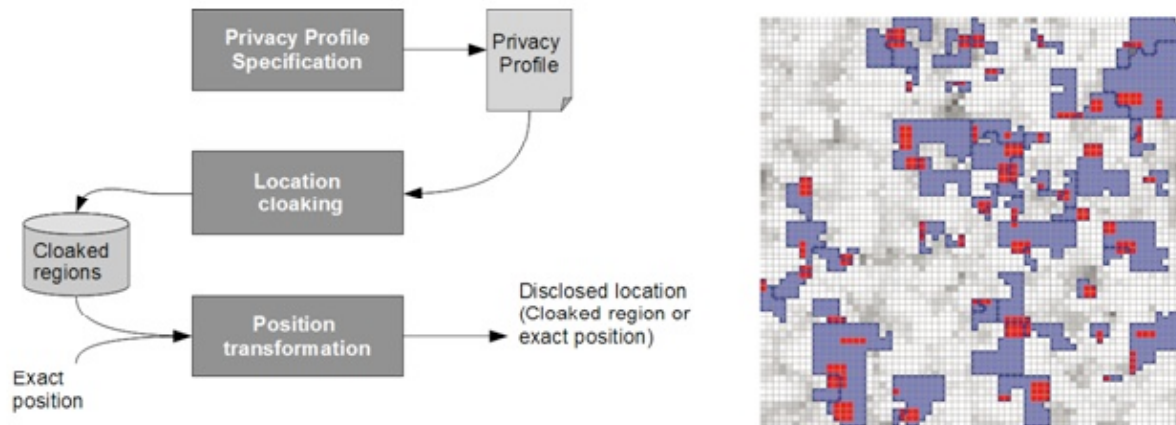 Privacy Profile
Specification
Privacy
Profile
Location
cloaking
Cloaked
regions
Position
transformation
Disclosed location
(Cloaked region or
exact position)
Exact
position